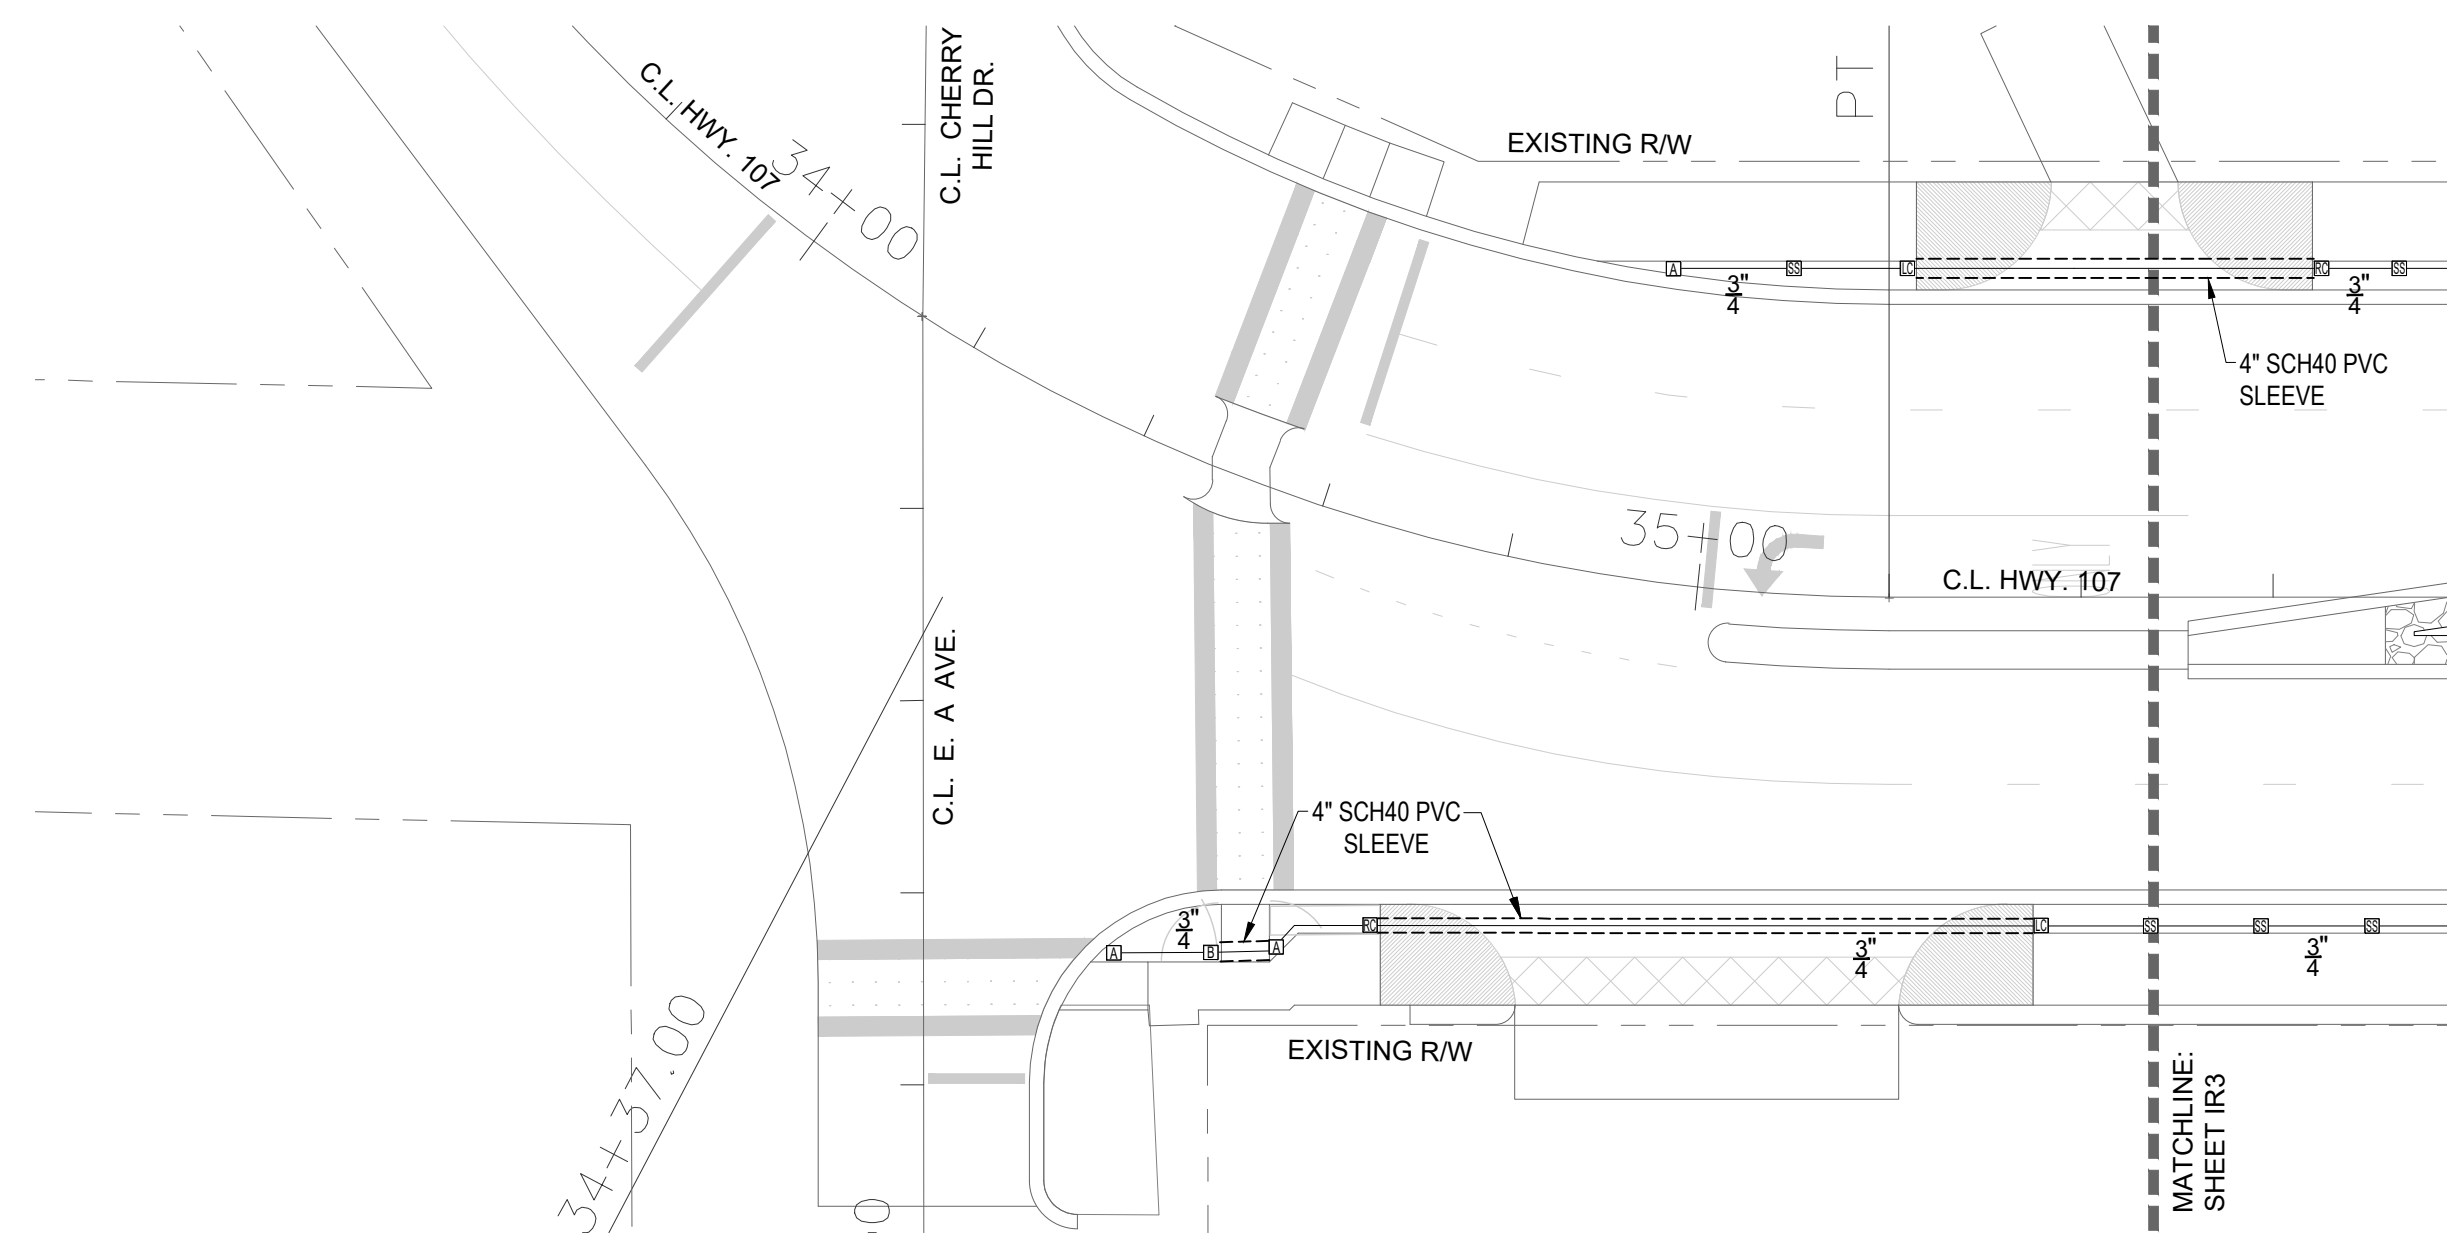 C.L. CHERRY
HILL DR.
C.L. HWY. 107
34+00
PT
EXISTING R/W
A
SS
LC
RC
SS
3"
4
3"
4
4" SCH40 PVC
SLEEVE
35+00
C.L. HWY. 107
C.L. E. A AVE.
4" SCH40 PVC
SLEEVE
3"
4
A
B
A
RC
LC
SS
SS
SS
3"
4
3"
4
EXISTING R/W
34+37.00
0
MATCHLINE:
SHEET IR3